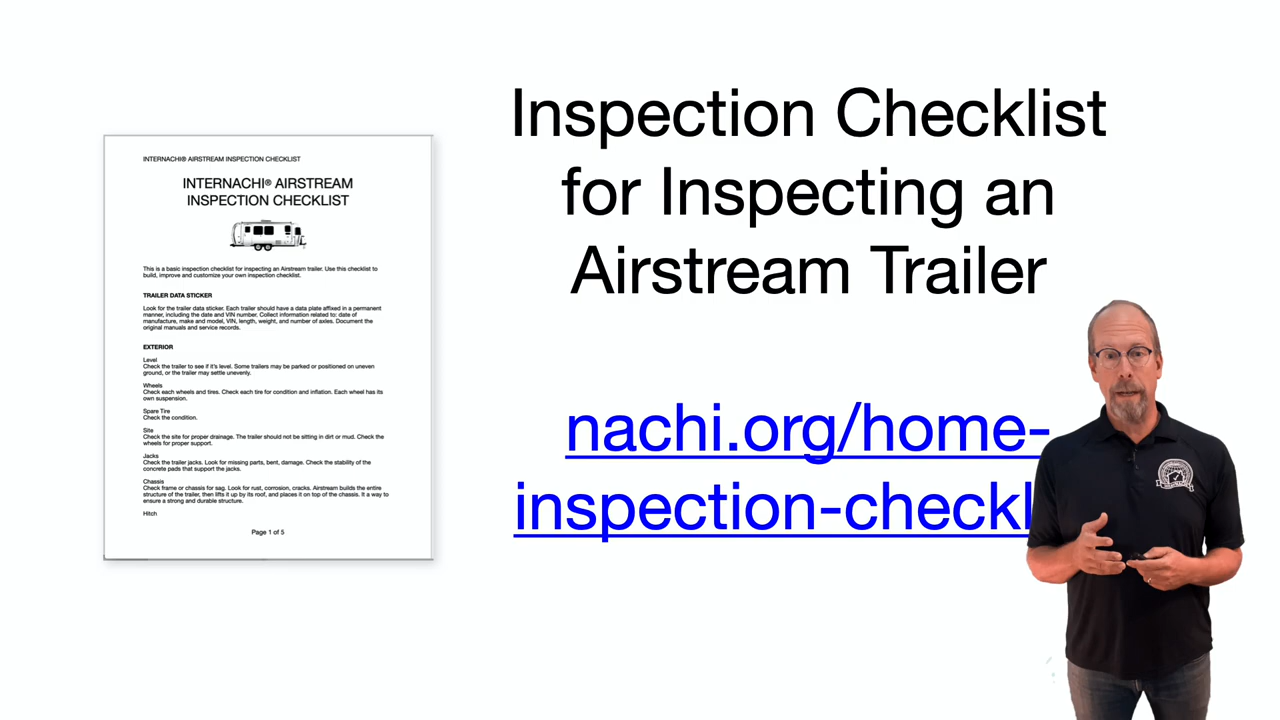 INTERNACHI® AIRSTREAM INSPECTION CHECKLIST
INTERNACHI® AIRSTREAM
INSPECTION CHECKLIST
This is a basic inspection checklist for inspecting an Airstream trailer. Use this checklist to
build, improve and customize your own inspection checklist.
TRAILER DATA STICKER
Look for the trailer data sticker. Each trailer should have a data plate affixed in a permanent
manner, including the date and VIN number. Collect information related to: date of
manufacture, make and model, VIN, length, weight, and number of axles. Document the
original manuals and service records.
EXTERIOR
Level
Check the trailer to see if it's level. Some trailers may be parked or positioned on uneven
ground, or the trailer may settle unevenly.
Wheels
Check each wheels and tires. Check each tire for condition and inflation. Each wheel has its
own suspension.
Spare Tire
Check the condition.
Site
Check the site for proper drainage. The trailer should not be sitting in dirt or mud. Check the
wheels for proper support.
Jacks
Check the trailer jacks. Look for missing parts, bent, damage. Check the stability of the
concrete pads that support the jacks.
Chassis
Check frame or chassis for sag. Look for rust, corrosion, cracks. Airstream builds the entire
structure of the trailer, then lifts it up by its roof, and places it on top of the chassis. It a way to
ensure a strong and durable structure.
Hitch
Page 1 of 5
Inspection Checklist
for Inspecting an
Airstream Trailer
nachi.org/home-
inspection-checkl